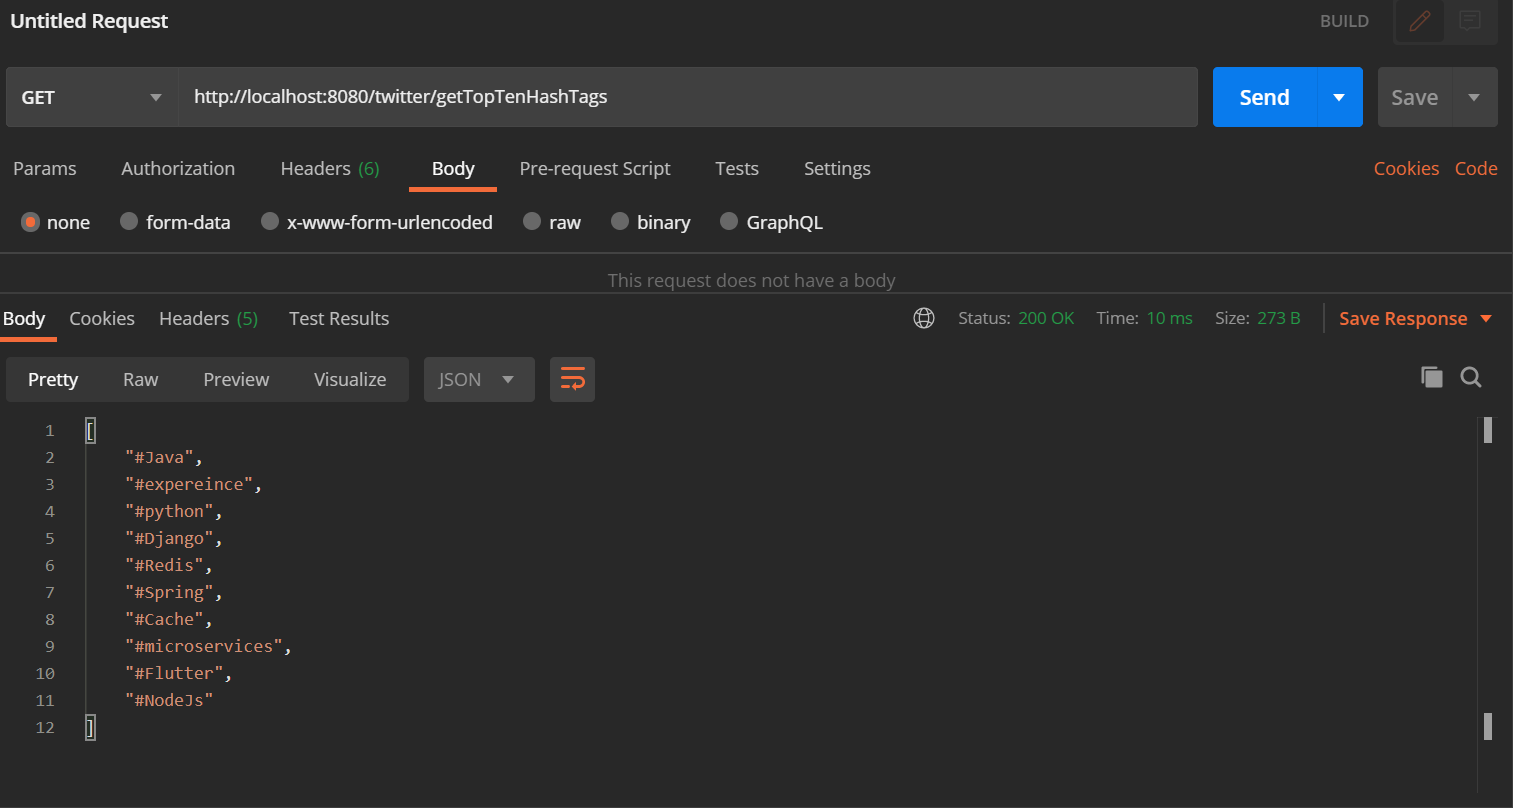 Untitled Request BUILD
GET http://localhost:8080/twitter/getTopTenHashTags Send Save
Params Authorization Headers (6) Body Pre-request Script Tests Settings Cookies Code
none form-data x-www-form-urlencoded raw binary GraphQL
This request does not have a body
Body Cookies Headers (5) Test Results Status: 200 OK Time: 10 ms Size: 273 B Save Response
Pretty Raw Preview Visualize JSON
1 [
2 "#Java",
3 "#expereince",
4 "#python",
5 "#Django",
6 "#Redis",
7 "#Spring",
8 "#Cache",
9 "#microservices",
10 "#Flutter",
11 "#NodeJs"
12 ]